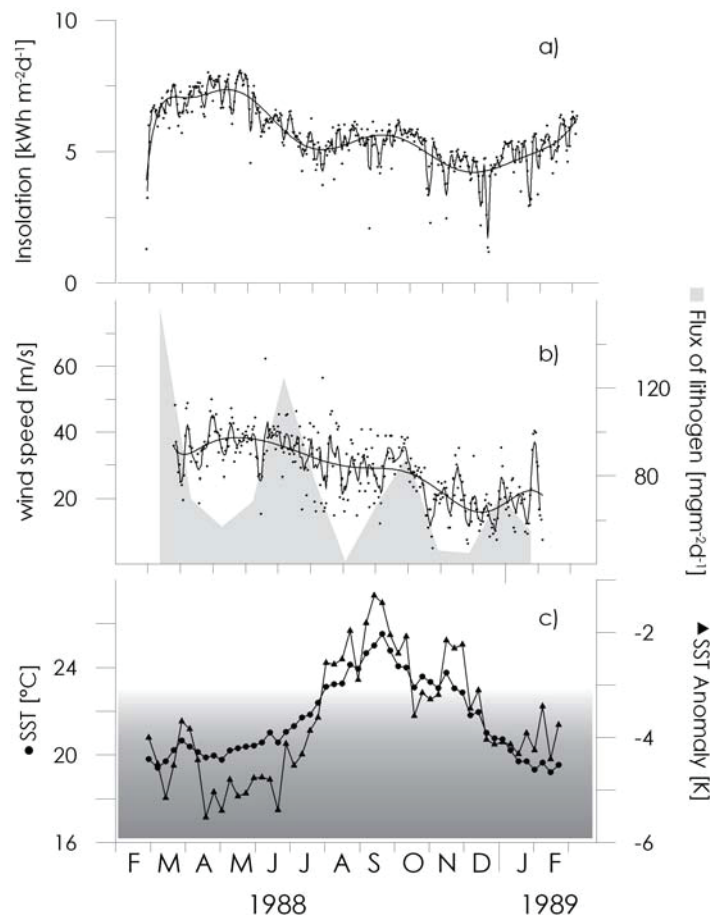 10
5
0
Insolation [kWh m-2d-1]
a)
60
40
20
wind speed [m/s]
b)
120
80
Flux of lithogen [mgm-2d-1]
24
20
16
●SST [°C]
c)
-2
-4
-6
▲SST Anomaly [K]
F M A M J J A S O N D J F
1988 1989